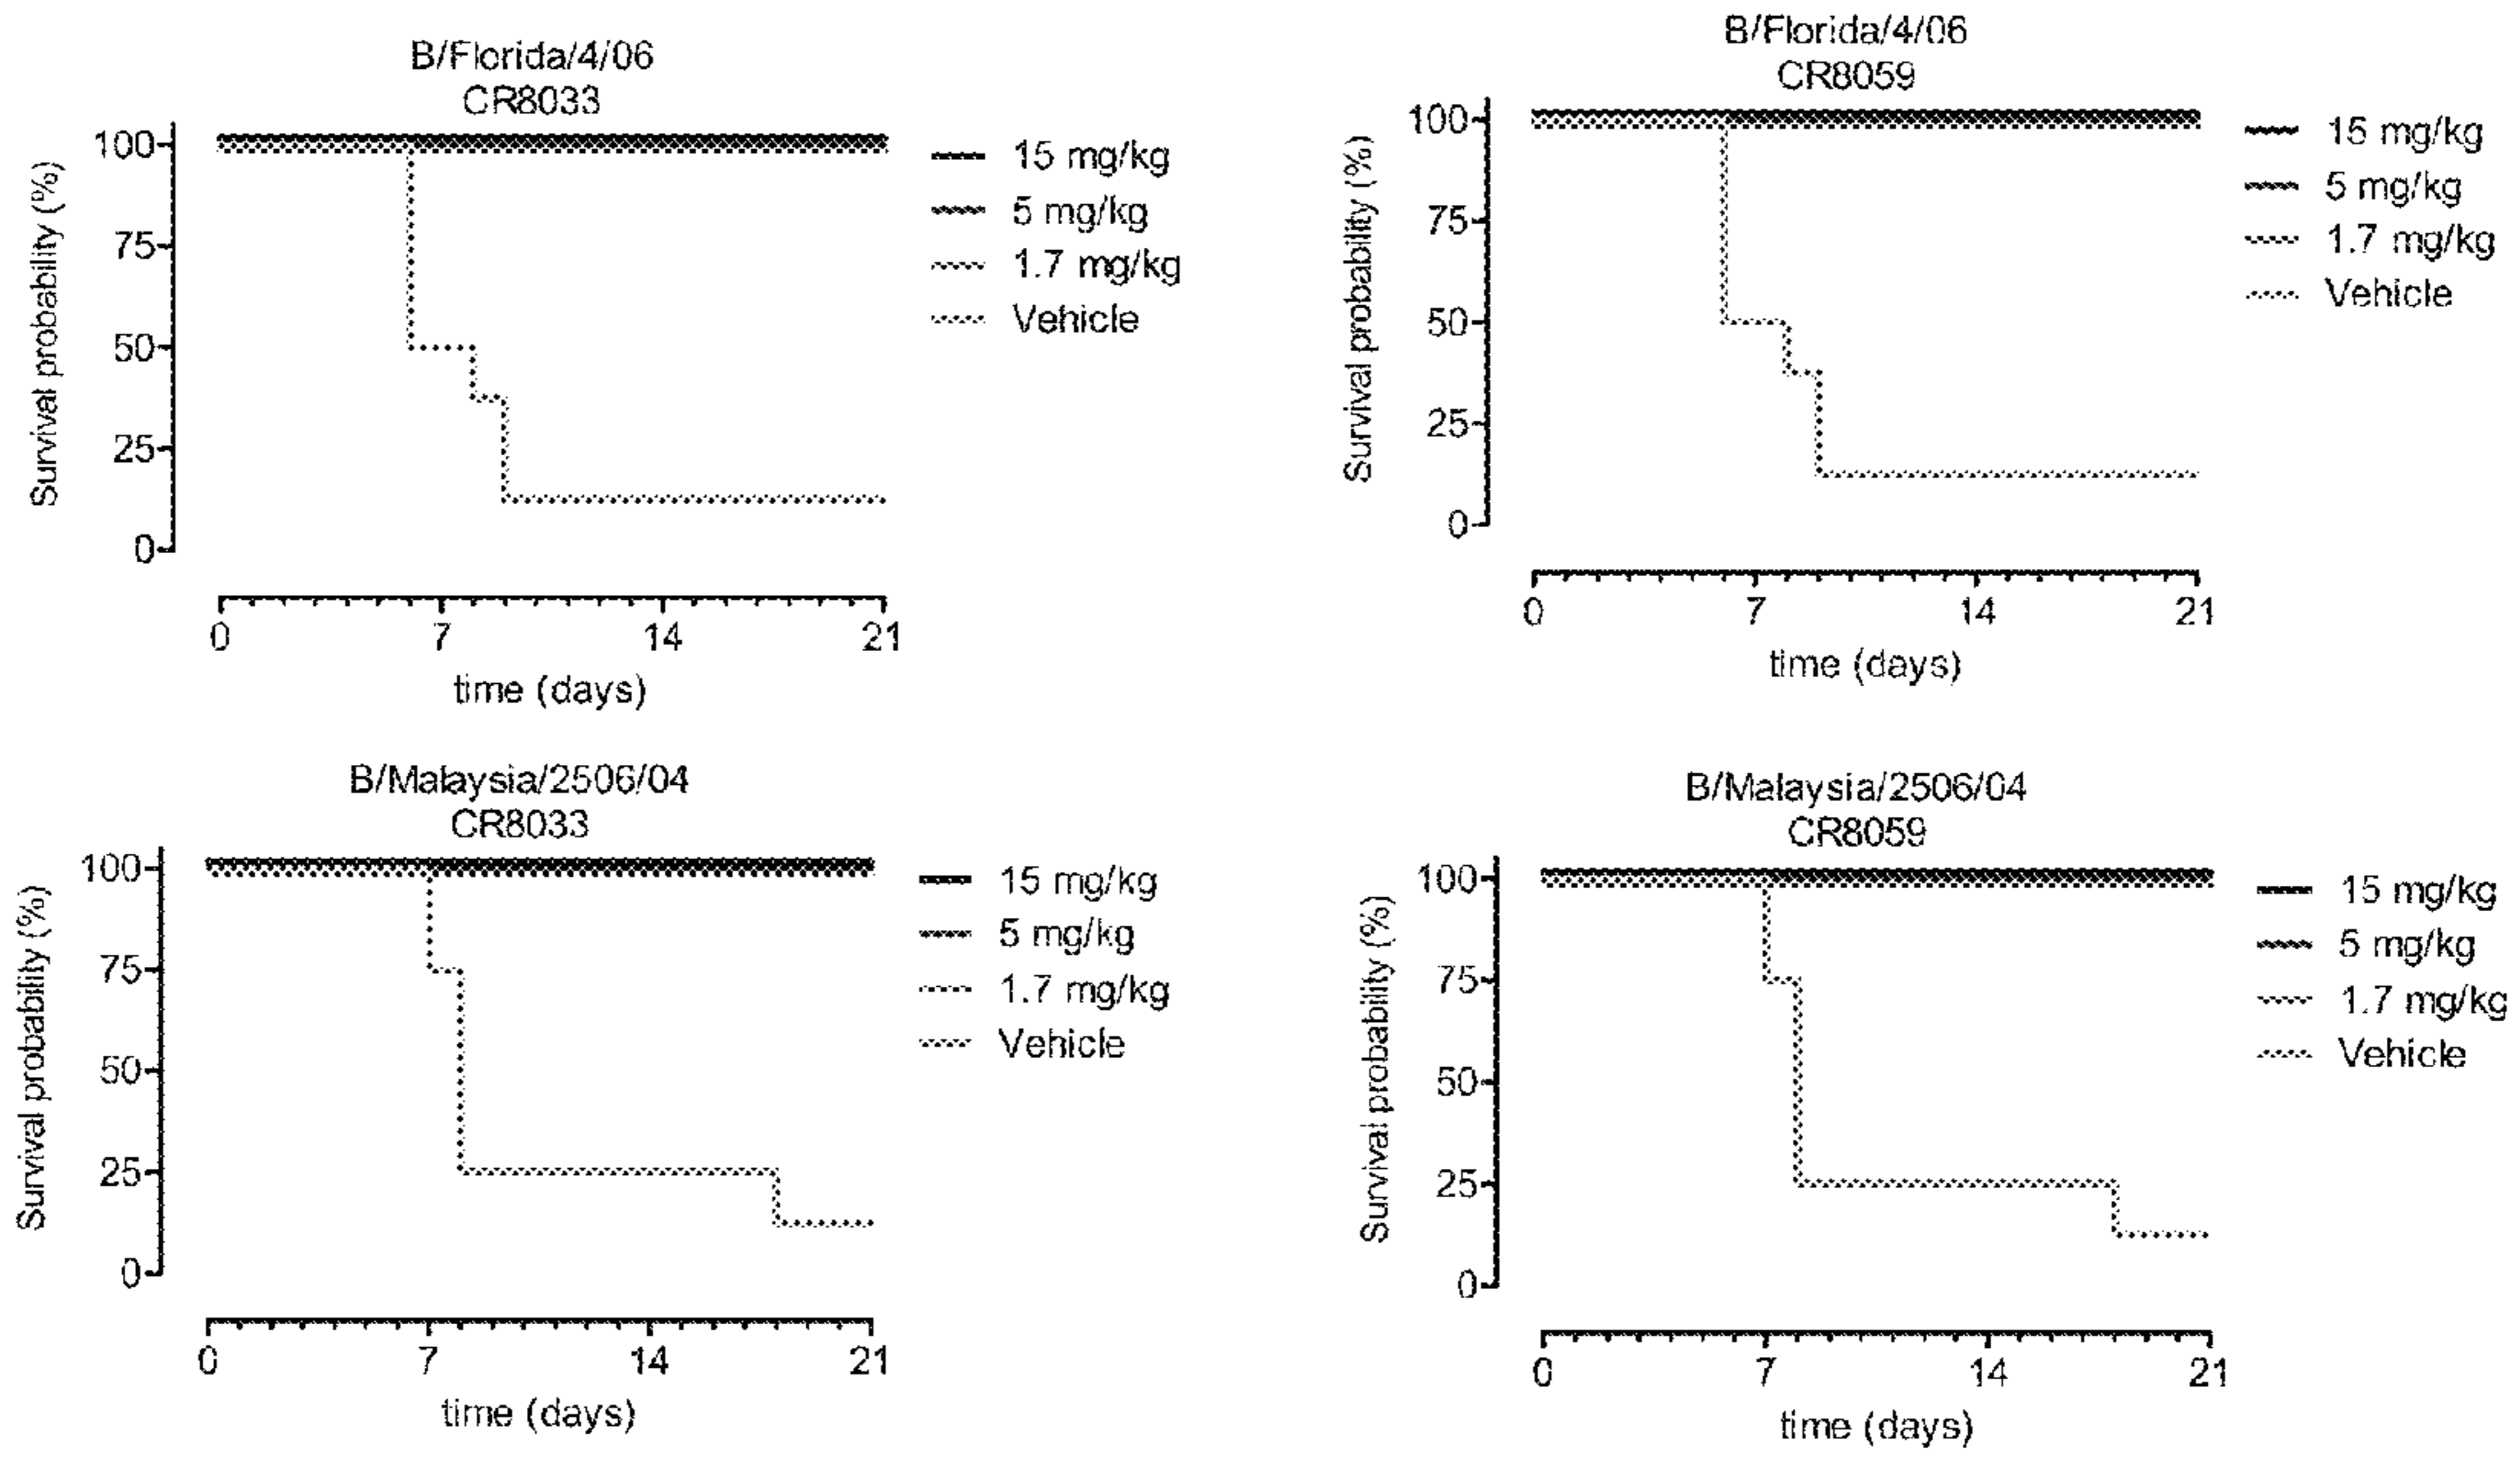 B/Florida/4/06
CR8033
Survival probability (%)
100
75
50
25
0
0 7 14 21
time (days)
15 mg/kg
5 mg/kg
1.7 mg/kg
Vehicle
B/Florida/4/06
CR8059
Survival probability (%)
100
75
50
25
0
0 7 14 21
time (days)
15 mg/kg
5 mg/kg
1.7 mg/kg
Vehicle
B/Malaysia/2506/04
CR8033
Survival probability (%)
100
75
50
25
0
0 7 14 21
time (days)
15 mg/kg
5 mg/kg
1.7 mg/kg
Vehicle
B/Malaysia/2506/04
CR8059
Survival probability (%)
100
75
50
25
0
0 7 14 21
time (days)
15 mg/kg
5 mg/kg
1.7 mg/kg
Vehicle